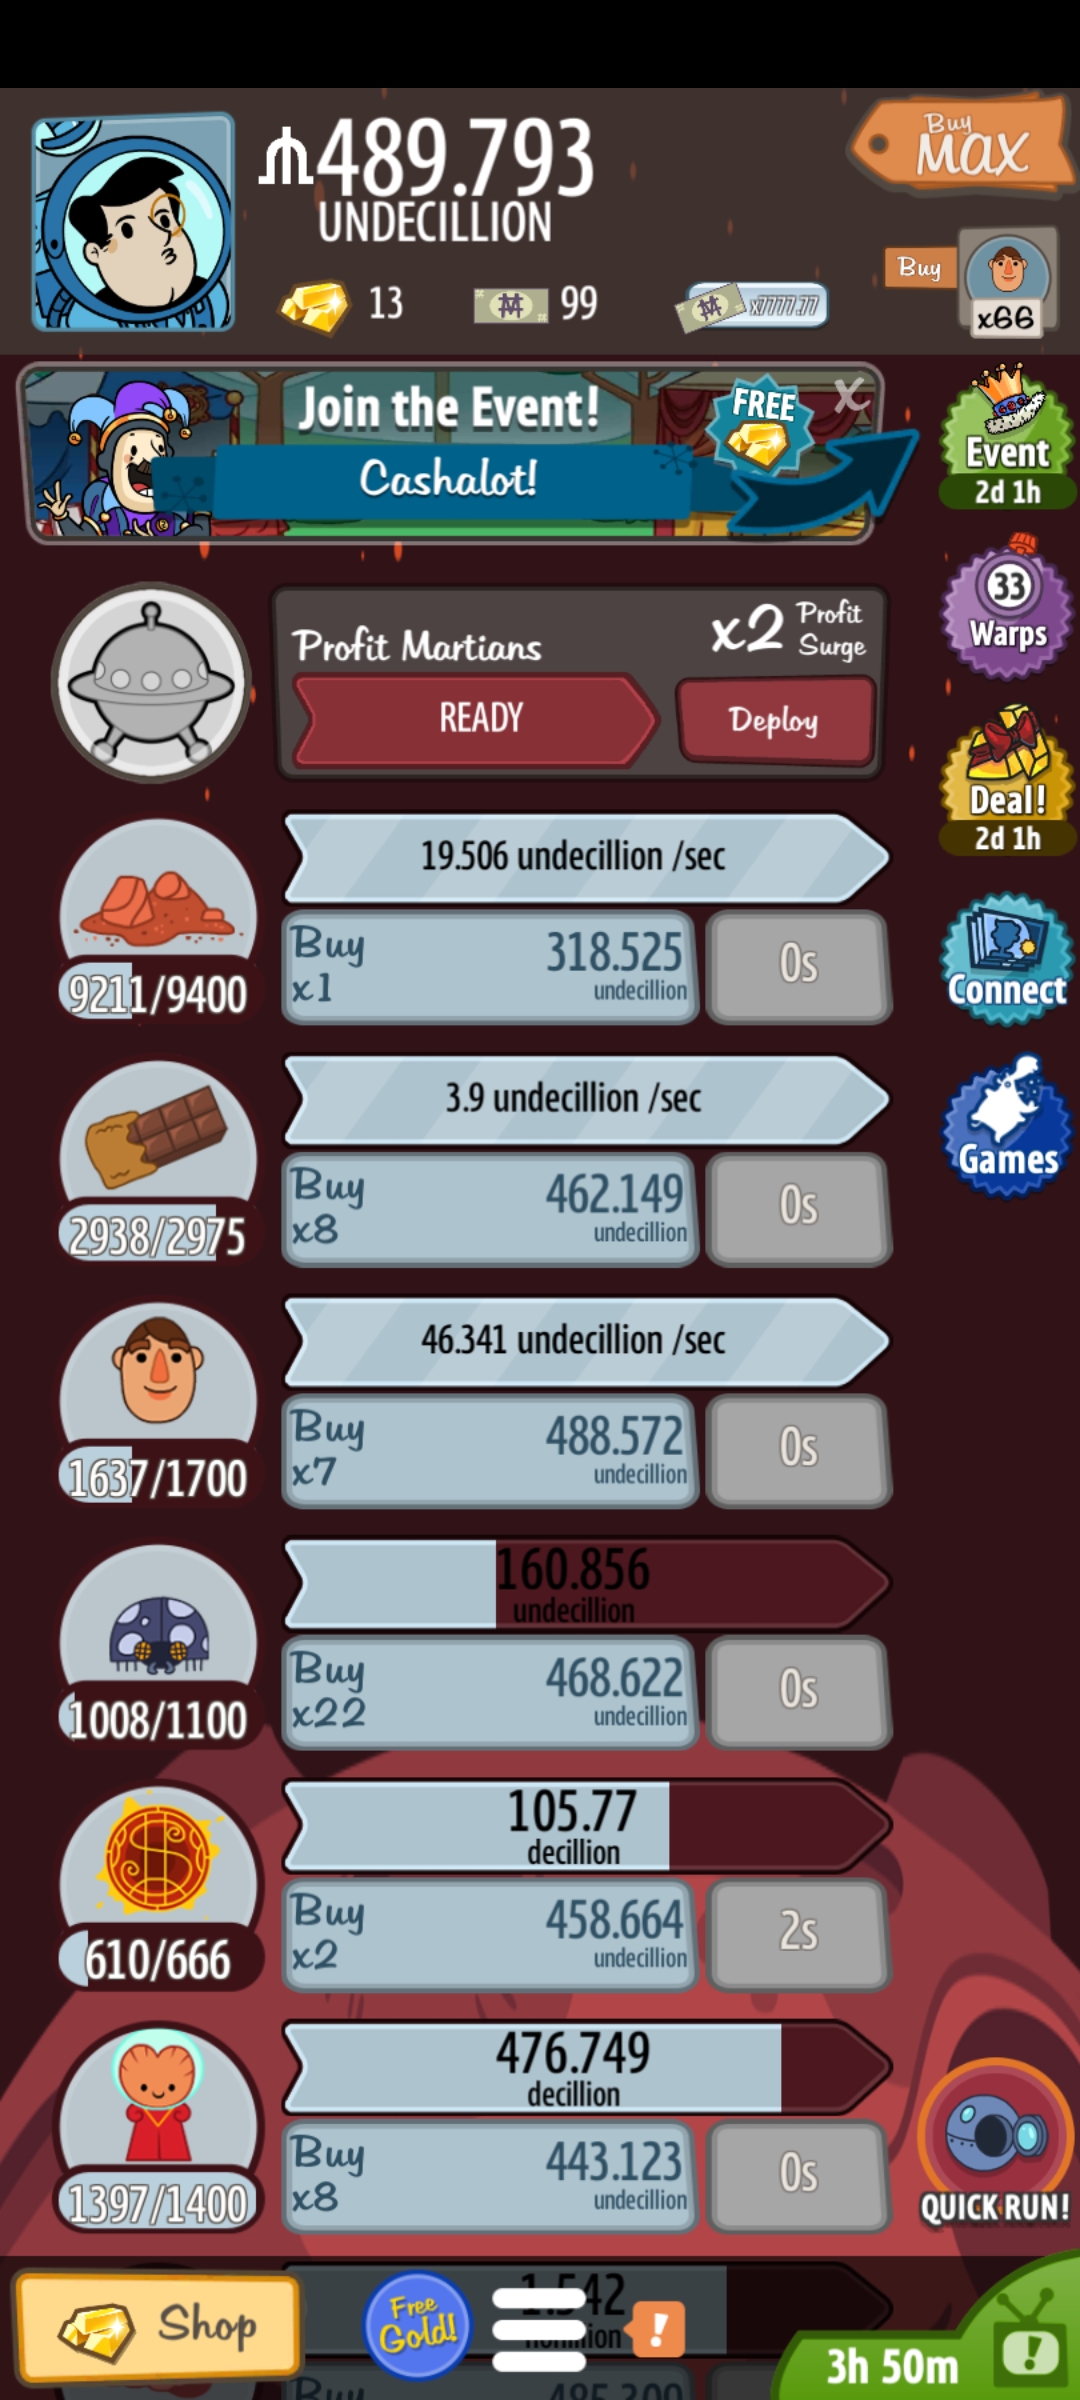 489.793
UNDECILLION
Buy
MAX
13
99
x7777.77
Buy
x66
Join the Event!
Cashalot!
FREE
X
Event
2d 1h
33
Warps
Profit Martians
x2 Profit
Surge
READY
Deploy
Deal!
2d 1h
19.506 undecillion /sec
Buy
x1
318.525
undecillion
0s
9211/9400
Connect
3.9 undecillion /sec
Buy
x8
462.149
undecillion
0s
2938/2975
Games
46.341 undecillion /sec
Buy
x7
488.572
undecillion
0s
1637/1700
160.856
undecillion
Buy
x22
468.622
undecillion
0s
1008/1100
105.77
decillion
Buy
x2
458.664
undecillion
2s
610/666
476.749
decillion
Buy
x8
443.123
undecillion
0s
1397/1400
QUICK RUN!
Shop
Free
Gold!
!
3h 50m
!